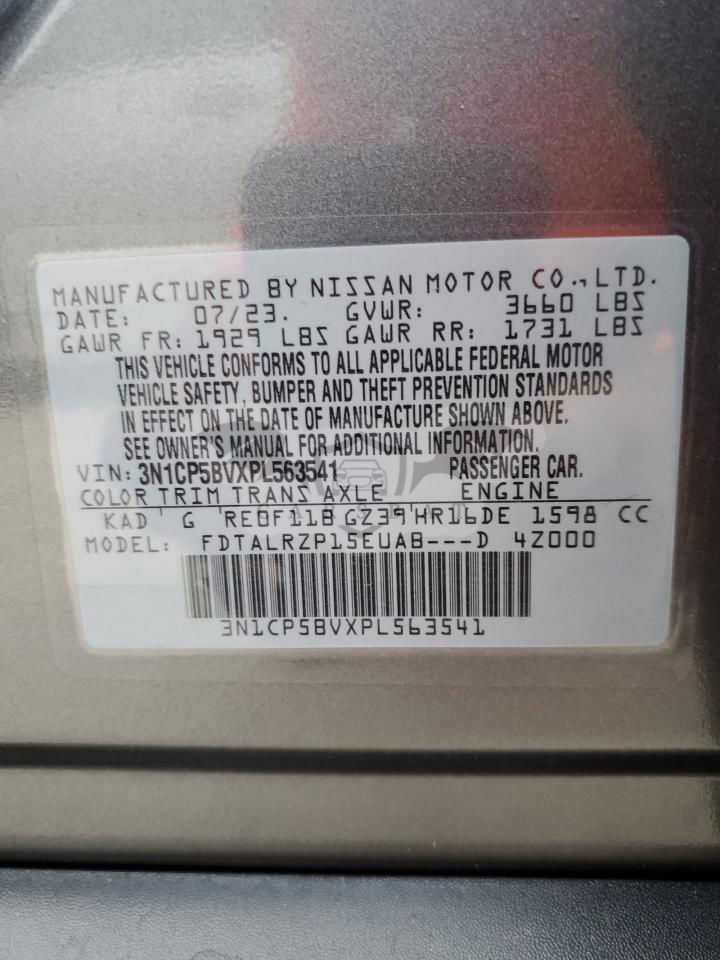 MANUFACTURED BY NISSAN MOTOR CO.,LTD.
DATE: 07/23. GVWR: 3660 LBS
GAWR FR: 1929 LBS GAWR RR: 1731 LBS
THIS VEHICLE CONFORMS TO ALL APPLICABLE FEDERAL MOTOR
VEHICLE SAFETY, BUMPER AND THEFT PREVENTION STANDARDS
IN EFFECT ON THE DATE OF MANUFACTURE SHOWN ABOVE.
SEE OWNER'S MANUAL FOR ADDITIONAL INFORMATION.
VIN:3N1CP5BVXPL563541 PASSENGER CAR.
COLOR TRIM TRANS AXLE ENGINE
KAD G RE0F11B GZ39 HR16DE 1598 CC
MODEL: FDTALRZP15EUAB---D 4Z000
3N1CP5BVXPL563541